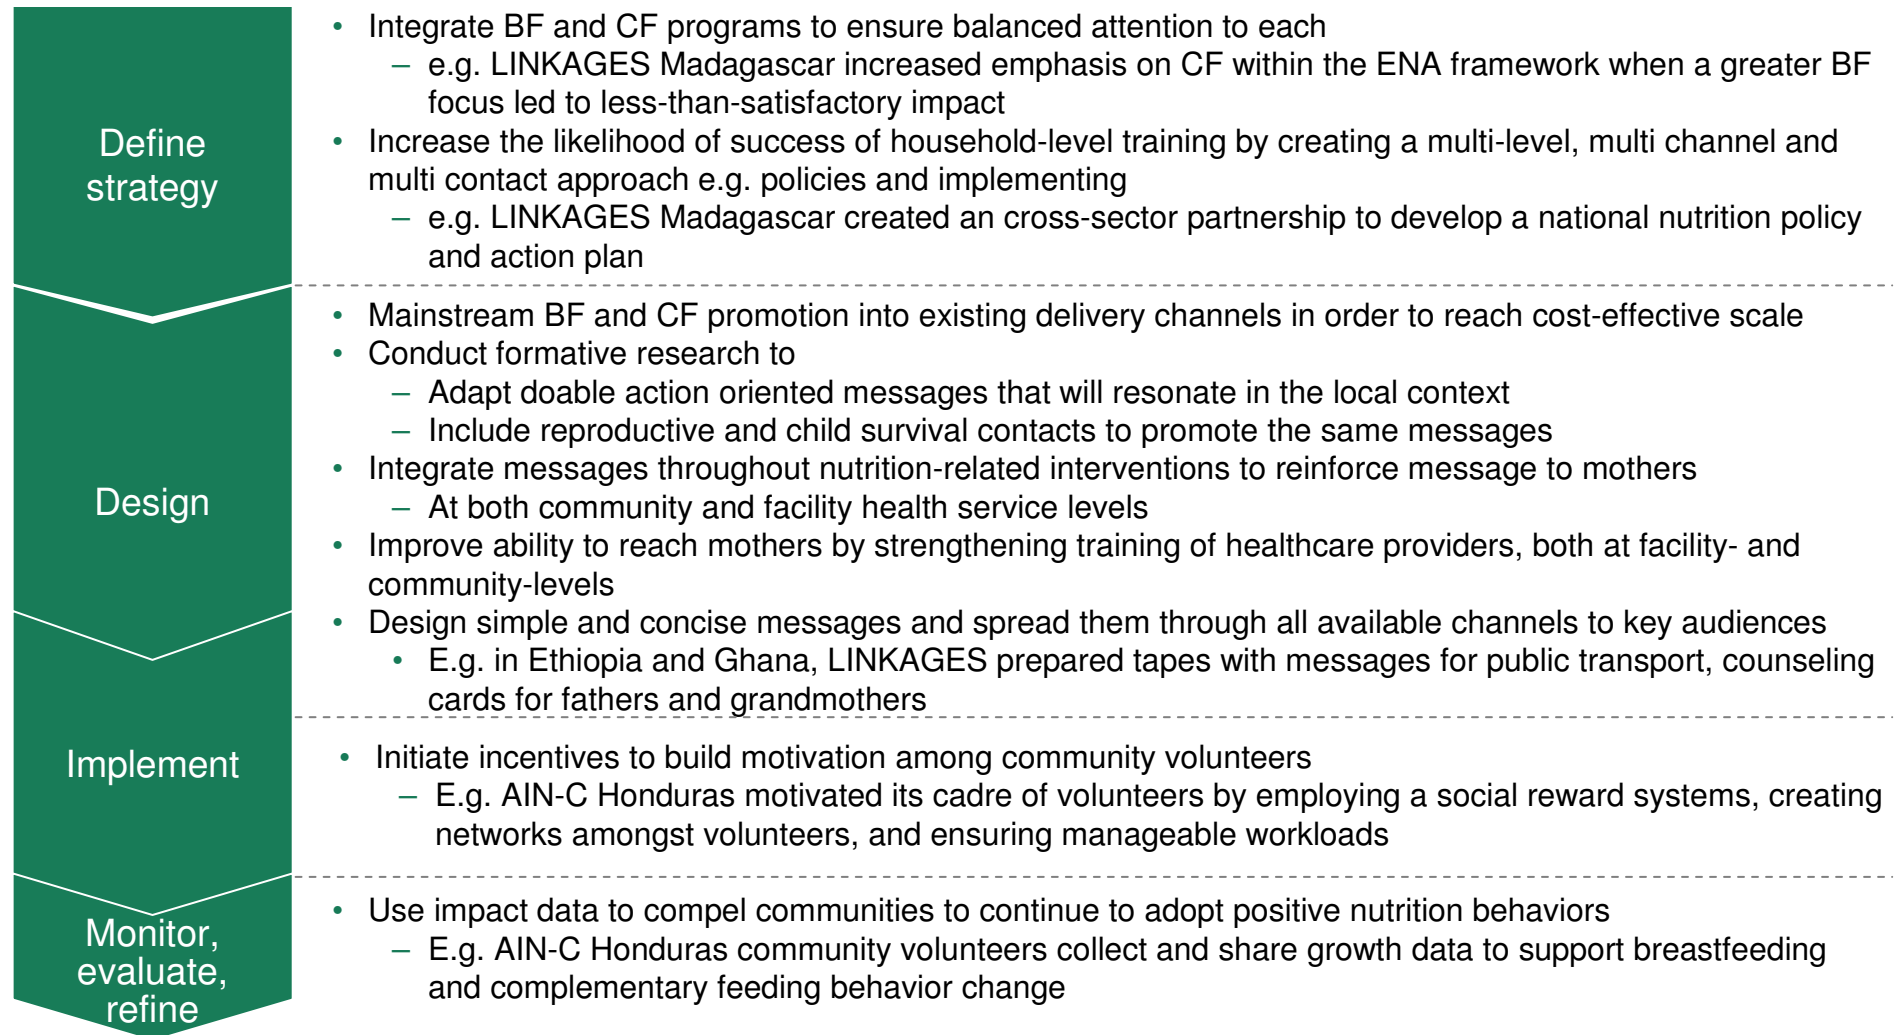 Define
strategy
• Integrate BF and CF programs to ensure balanced attention to each
– e.g. LINKAGES Madagascar increased emphasis on CF within the ENA framework when a greater BF
focus led to less-than-satisfactory impact
• Increase the likelihood of success of household-level training by creating a multi-level, multi channel and
multi contact approach e.g. policies and implementing
– e.g. LINKAGES Madagascar created an cross-sector partnership to develop a national nutrition policy
and action plan
Design
• Mainstream BF and CF promotion into existing delivery channels in order to reach cost-effective scale
• Conduct formative research to
– Adapt doable action oriented messages that will resonate in the local context
– Include reproductive and child survival contacts to promote the same messages
• Integrate messages throughout nutrition-related interventions to reinforce message to mothers
– At both community and facility health service levels
• Improve ability to reach mothers by strengthening training of healthcare providers, both at facility- and
community-levels
• Design simple and concise messages and spread them through all available channels to key audiences
• E.g. in Ethiopia and Ghana, LINKAGES prepared tapes with messages for public transport, counseling
cards for fathers and grandmothers
Implement
• Initiate incentives to build motivation among community volunteers
– E.g. AIN-C Honduras motivated its cadre of volunteers by employing a social reward systems, creating
networks amongst volunteers, and ensuring manageable workloads
Monitor,
evaluate,
refine
• Use impact data to compel communities to continue to adopt positive nutrition behaviors
– E.g. AIN-C Honduras community volunteers collect and share growth data to support breastfeeding
and complementary feeding behavior change